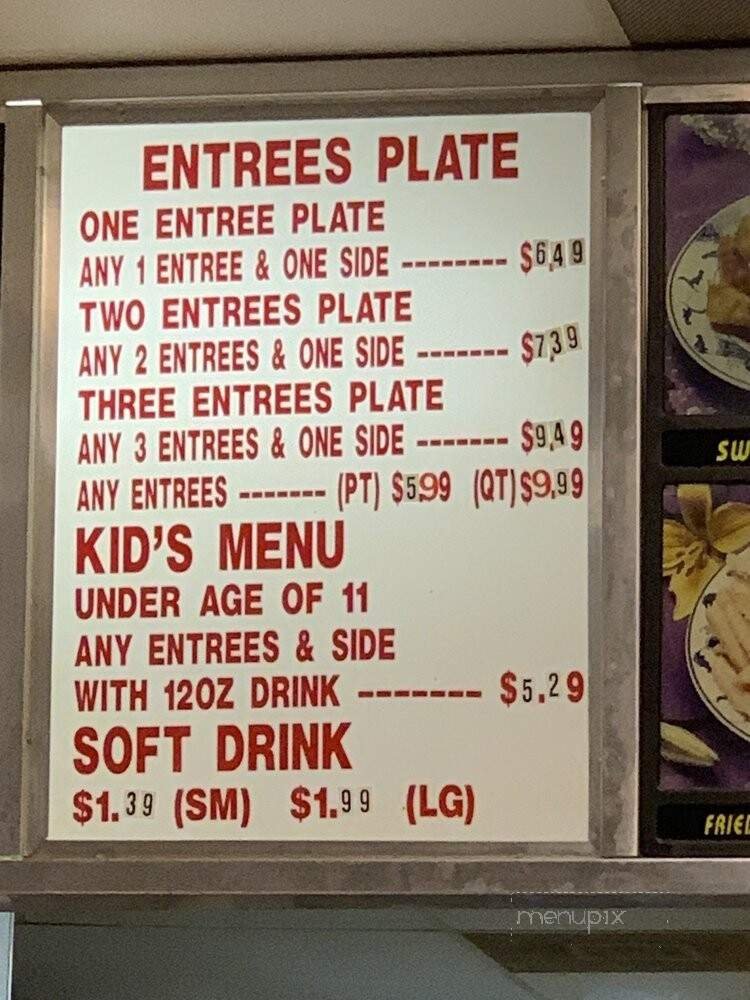 ENTREES PLATE
ONE ENTREE PLATE
ANY 1 ENTREE & ONE SIDE -------- $6.49
TWO ENTREES PLATE
ANY 2 ENTREES & ONE SIDE ------- $7.39
THREE ENTREES PLATE
ANY 3 ENTREES & ONE SIDE ------- $9.49
ANY ENTREES ------- (PT) $5.99 (QT) $9.99
KID'S MENU
UNDER AGE OF 11
ANY ENTREES & SIDE
WITH 12OZ DRINK ------- $5.29
SOFT DRINK
$1.39 (SM) $1.99 (LG)
SW
FRIE
menupix